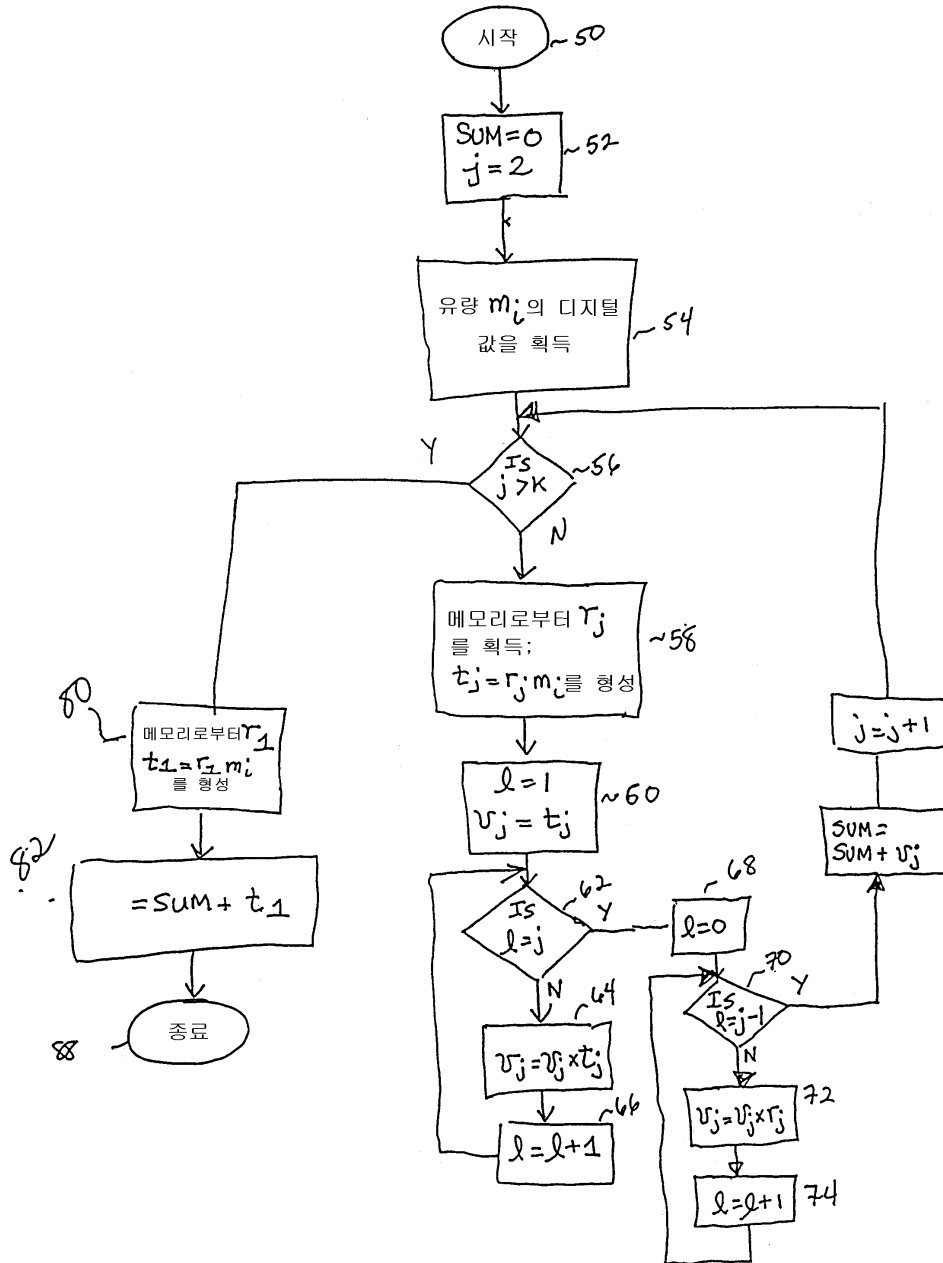 시작
~50
SUM=0
j=2
~52
유량 mi의 디지털
값을 획득
54
Y
Is
j>K
~56
N
메모리로부터 rj
를 획득;
tj=rj mi를 형성
~58
l=1
vj=tj
~60
Is
l=j
62
Y
N
vj=vj×tj
64
l=l+1
66
68
l=0
Is
l=j-1
70
Y
N
vj=vj×rj
72
l=l+1
74
SUM=
SUM+vj
j=j+1
80
메모리로부터 r1
t1=r1 mi
를 형성
82
=SUM+t1
종료
88